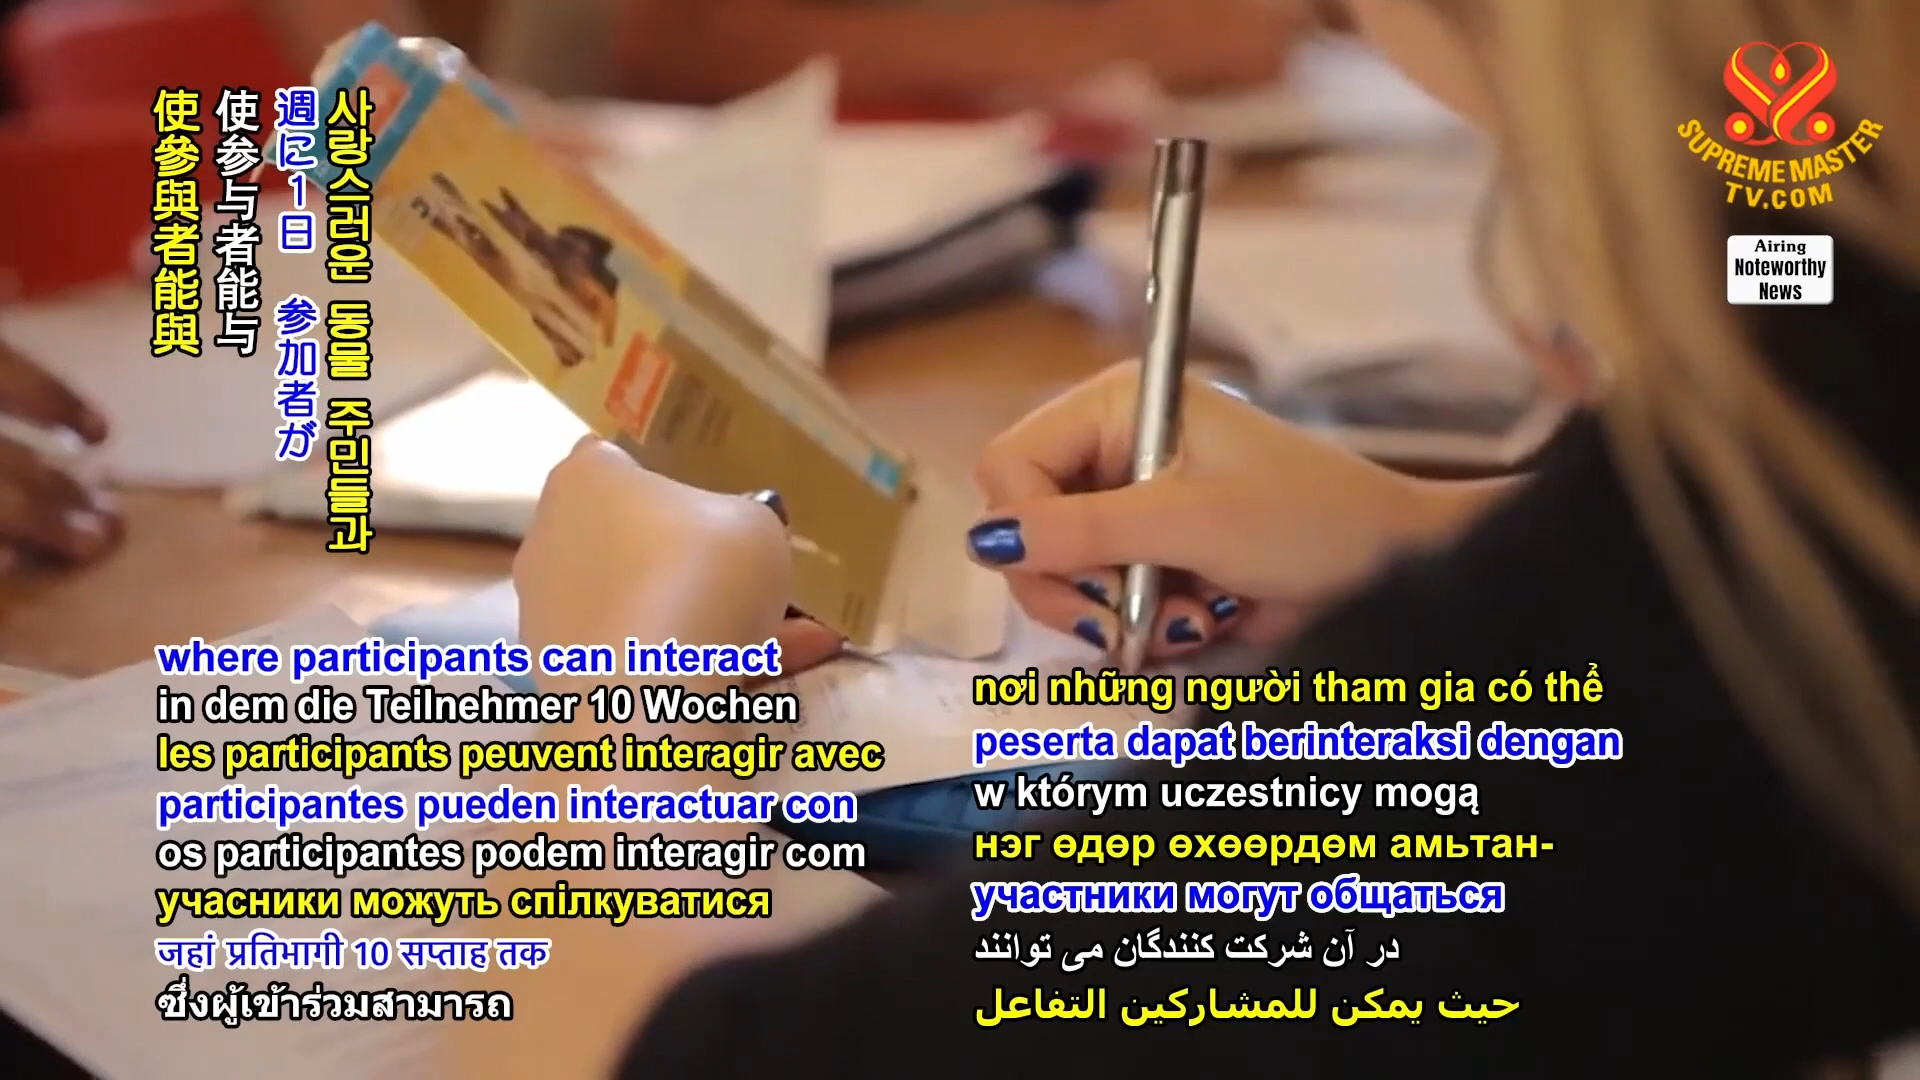 使參與者能與
使参与者能与
週に1日 参加者が
사랑스러운 동물 주민들과
SUPREME MASTER
TV.COM
Airing
Noteworthy
News
where participants can interact
in dem die Teilnehmer 10 Wochen
les participants peuvent interagir avec
participantes pueden interactuar con
os participantes podem interagir com
учасники можуть спілкуватися
जहां प्रतिभागी 10 सप्ताह तक
ซึ่งผู้เข้าร่วมสามารถ
nơi những người tham gia có thể
peserta dapat berinteraksi dengan
w którym uczestnicy mogą
нэг өдөр өхөөрдөм амьтан-
участники могут общаться
در آن شرکت کنندگان می توانند
حيث يمكن للمشاركين التفاعل